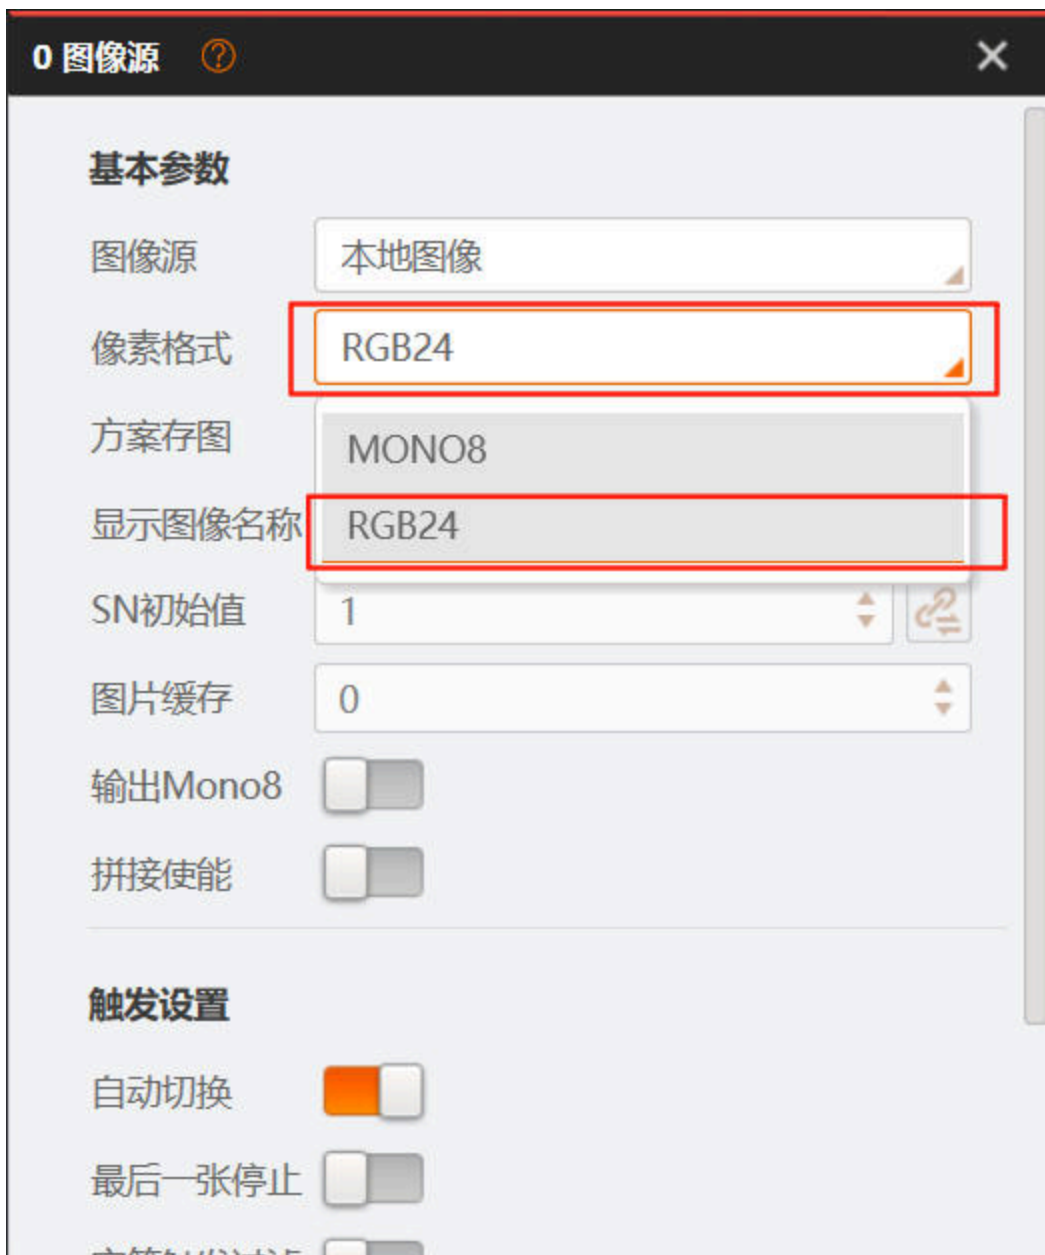 0 图像源
基本参数
图像源 本地图像
像素格式 RGB24
方案存图 MONO8
显示图像名称 RGB24
SN初始值 1
图片缓存 0
输出Mono8
拼接使能
触发设置
自动切换
最后一张停止